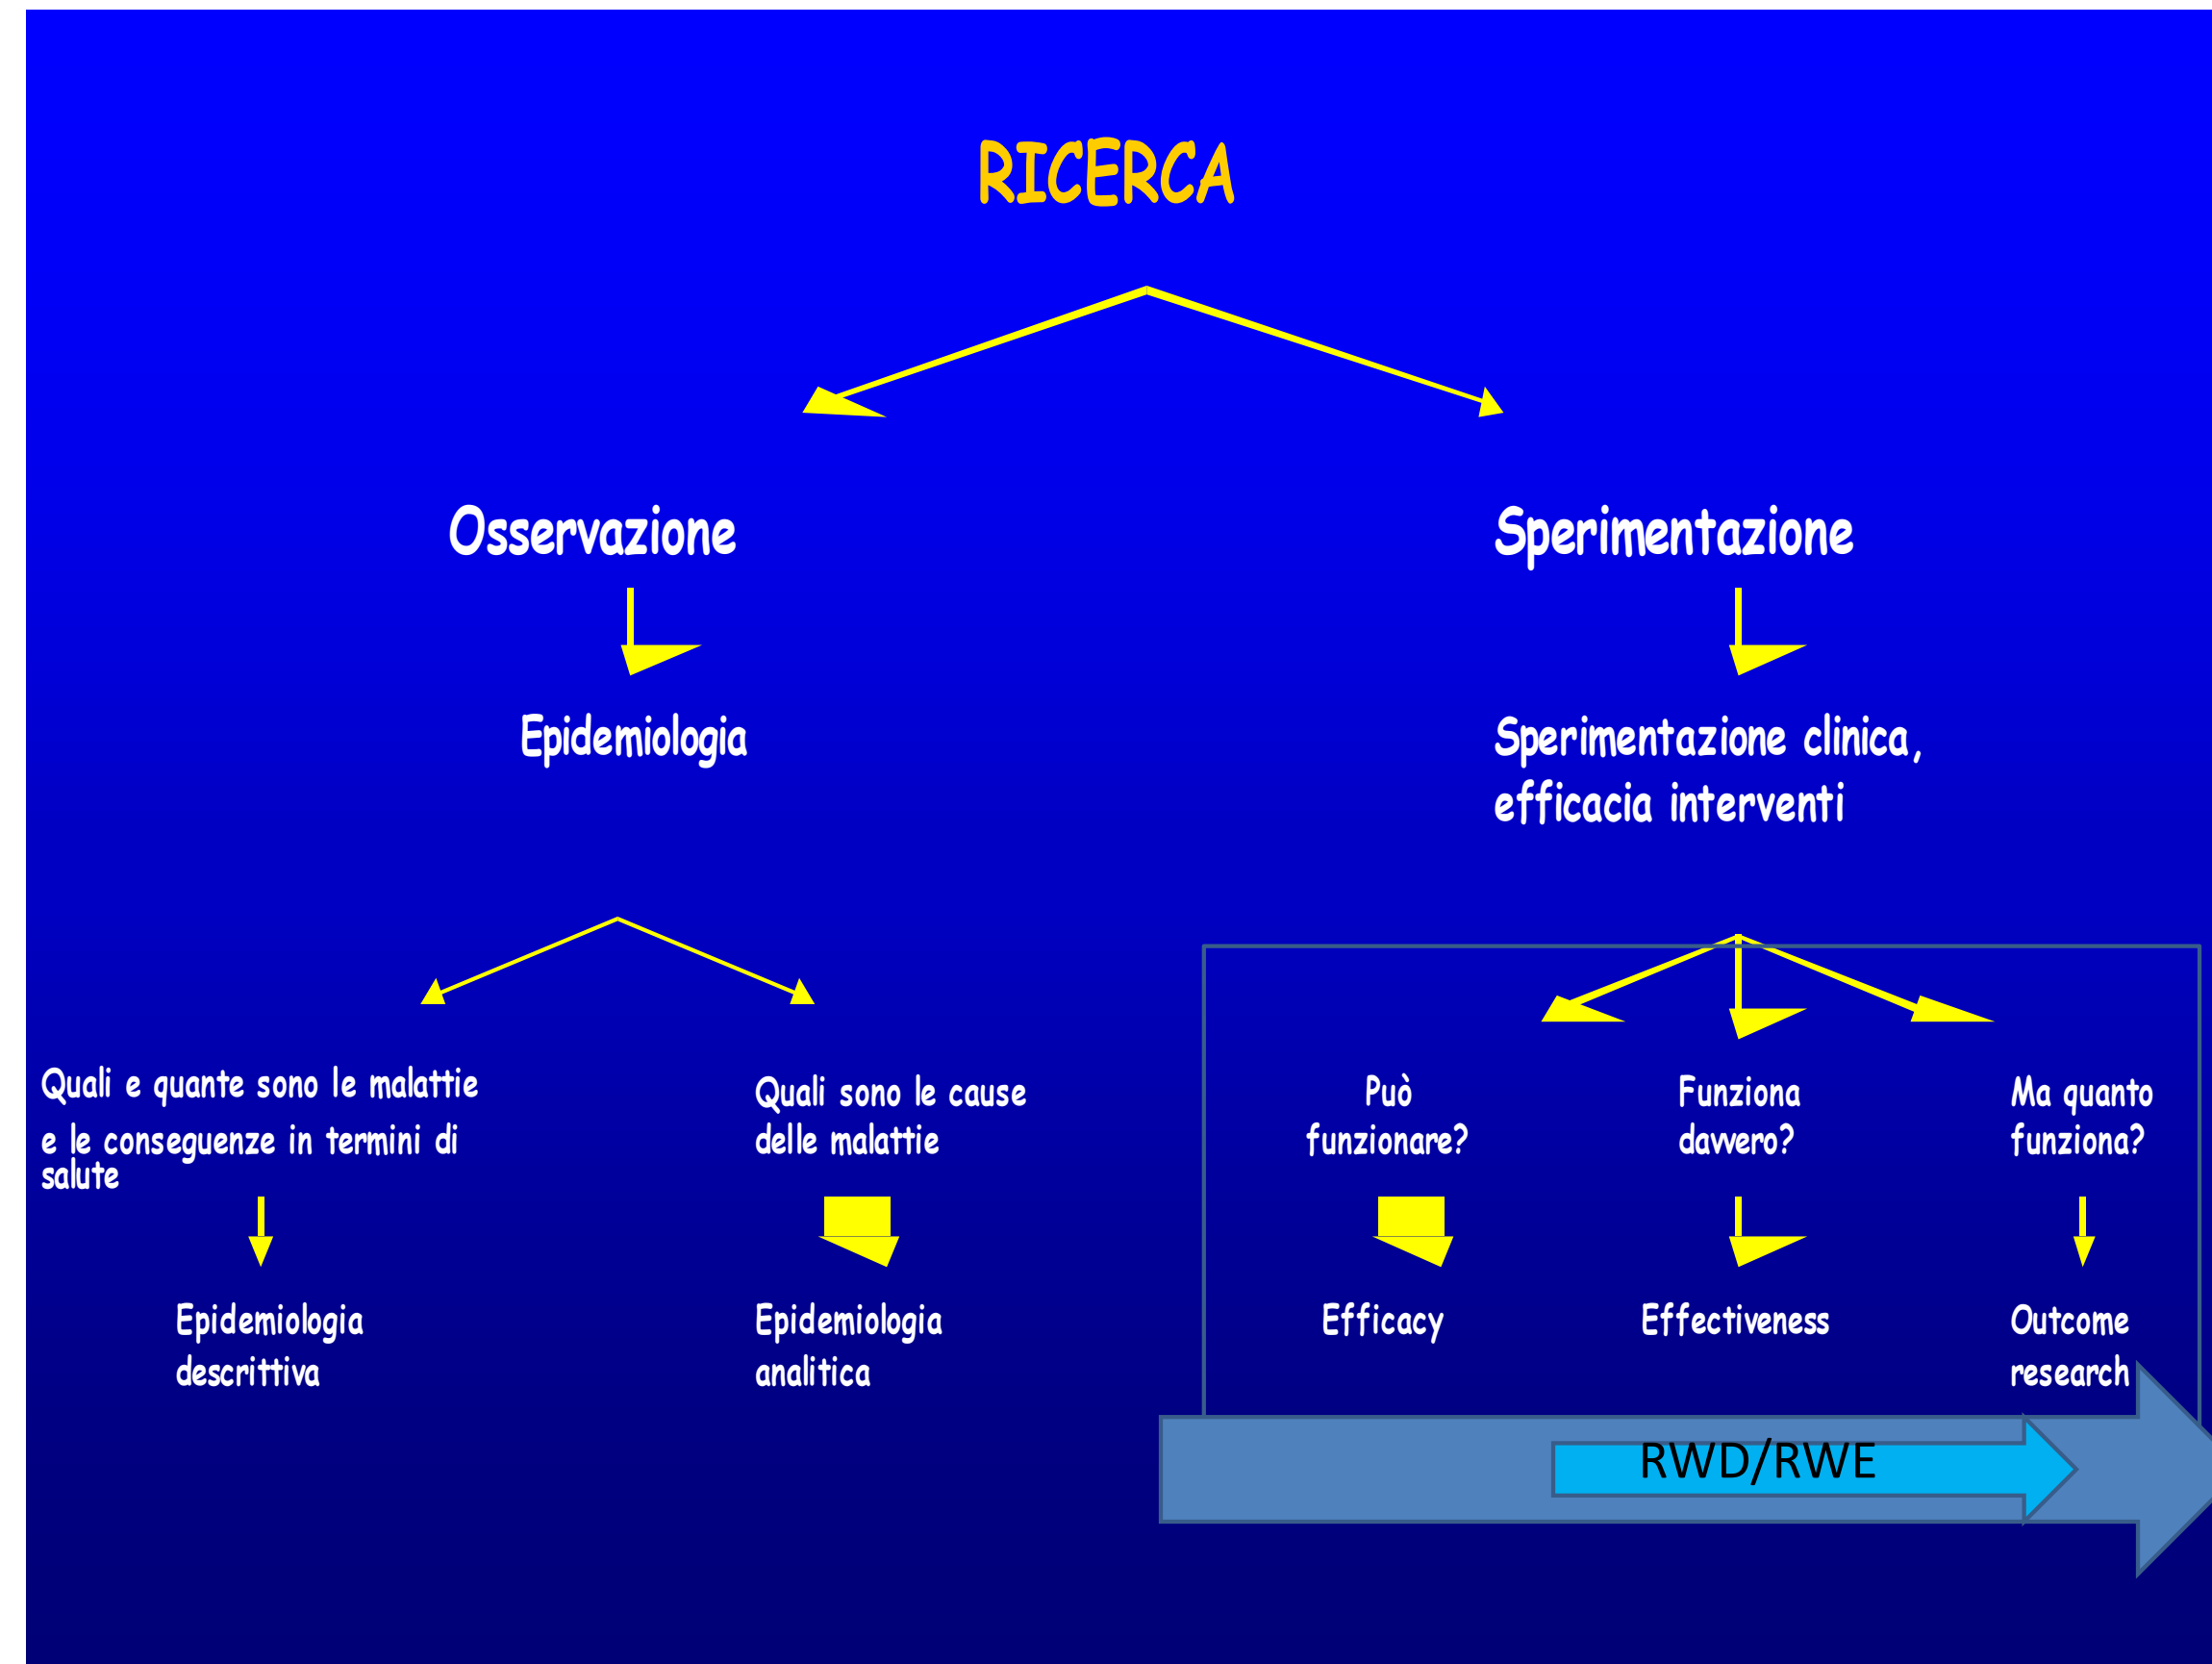 RICERCA
Osservazione
Sperimentazione
Epidemiologia
Sperimentazione clinica,
efficacia interventi
Quali e quante sono le malattie
e le conseguenze in termini di
salute
Quali sono le cause
delle malattie
Può
funzionare?
Funziona
davvero?
Ma quanto
funziona?
Epidemiologia
descrittiva
Epidemiologia
analitica
Efficacy
Effectiveness
Outcome
research
RWD/RWE